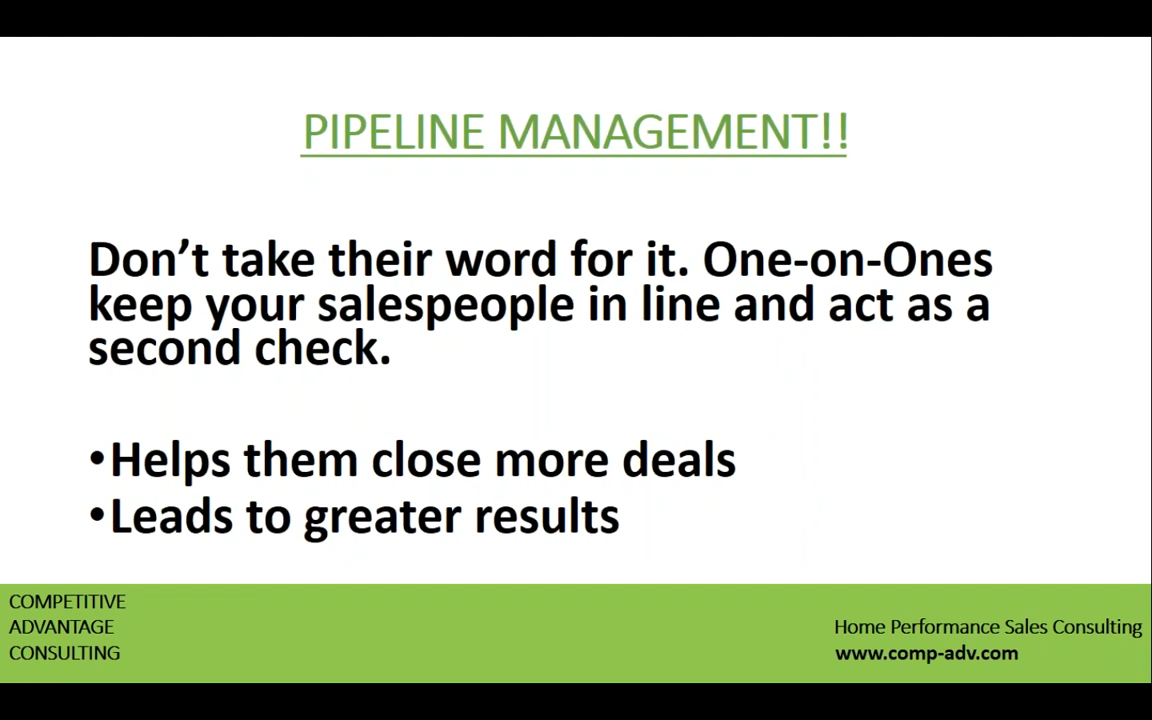 PIPELINE MANAGEMENT!!
Don’t take their word for it. One-on-Ones
keep your salespeople in line and act as a
second check.
•Helps them close more deals
•Leads to greater results
COMPETITIVE
ADVANTAGE
CONSULTING
Home Performance Sales Consulting
www.comp-adv.com